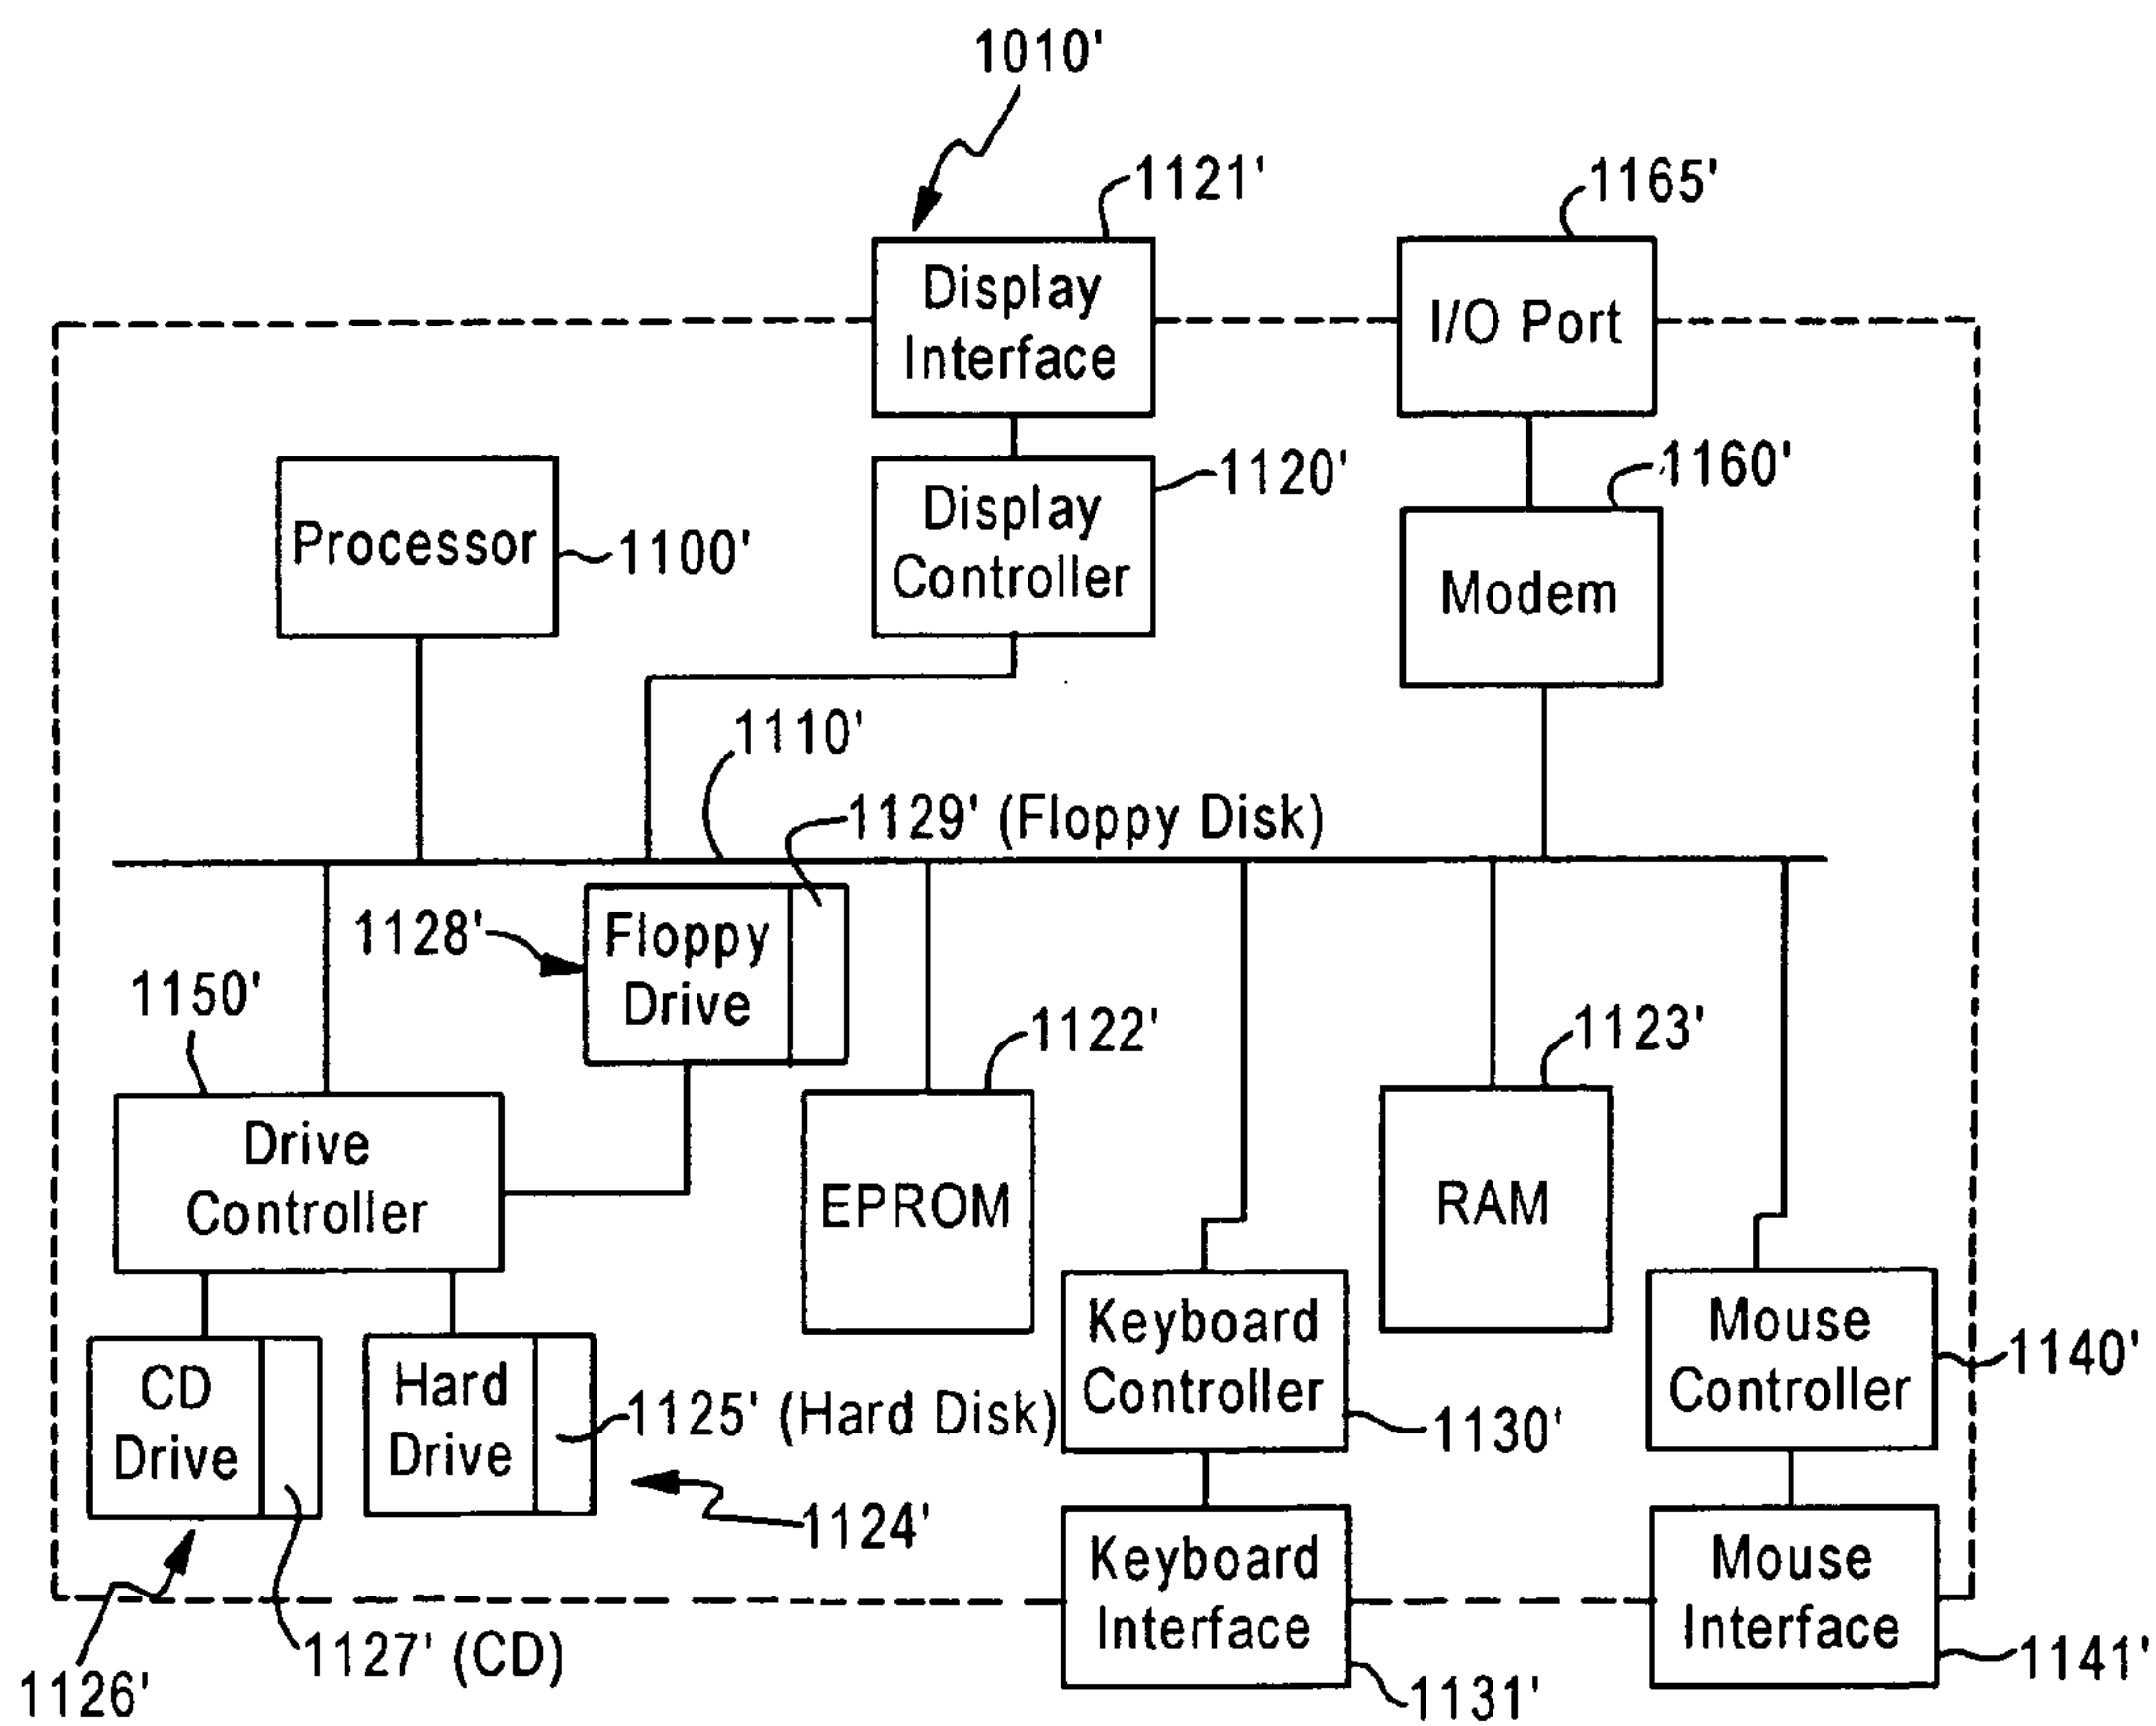 1010'
1121'
1165'
Display
Interface
I/O Port
1120'
1160'
Display
Controller
Processor
1100'
Modem
1110'
1129' (Floppy Disk)
1128'
Floppy
Drive
1150'
1122'
1123'
Drive
Controller
EPROM
RAM
Keyboard
Controller
Mouse
Controller
1140'
CD
Drive
Hard
Drive
1125' (Hard Disk)
1130'
1124'
Keyboard
Interface
Mouse
Interface
1127' (CD)
1126'
1131'
1141'